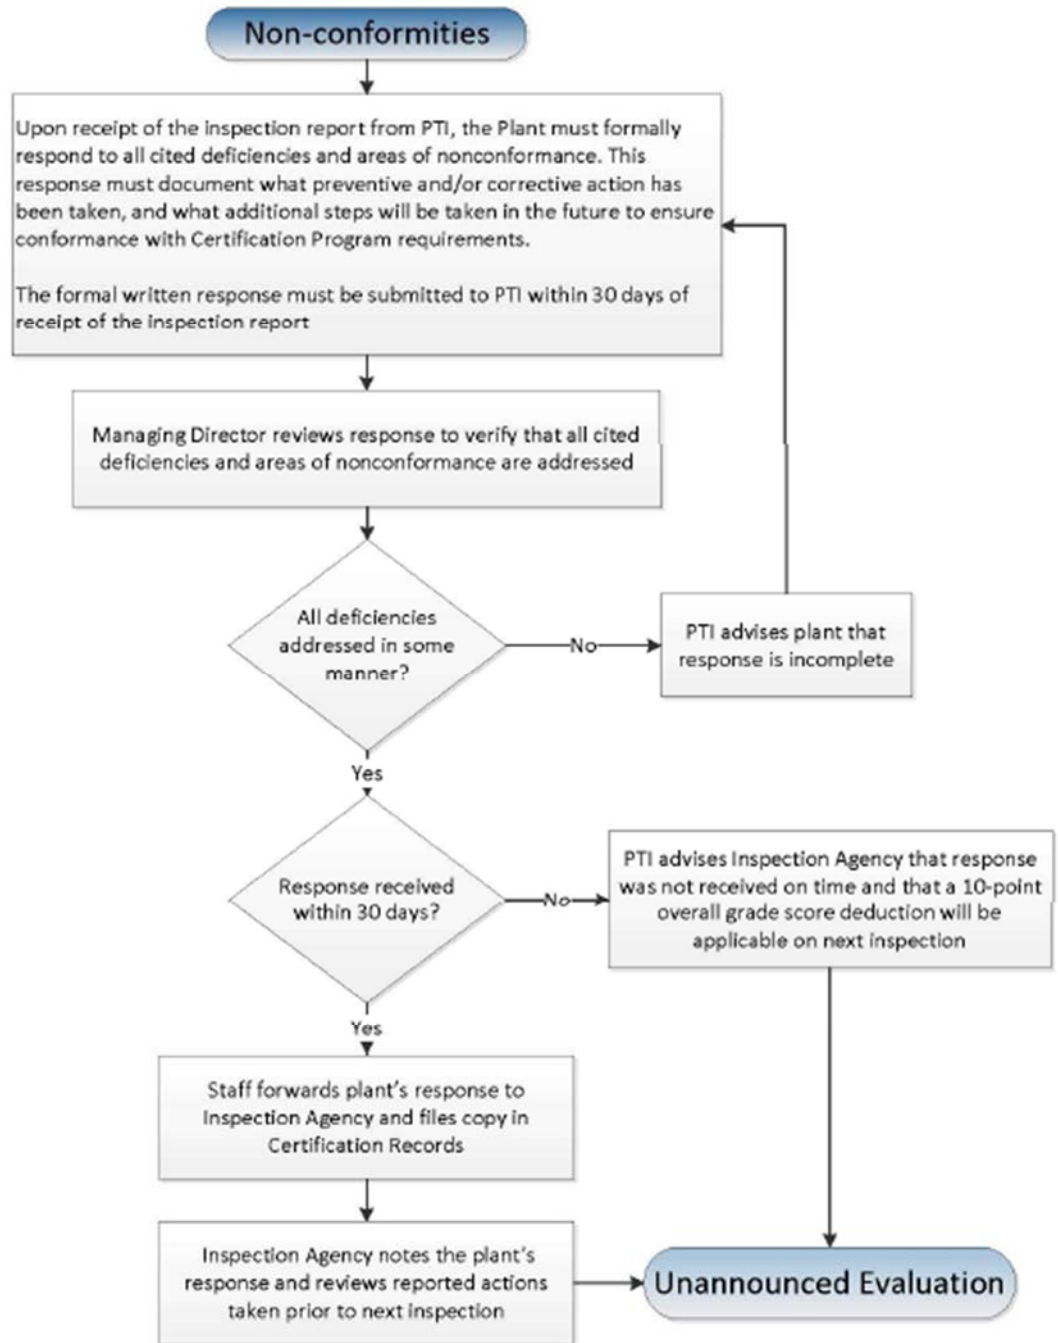 Non-conformities
Upon receipt of the inspection report from PTI, the Plant must formally
respond to all cited deficiencies and areas of nonconformance. This
response must document what preventive and/or corrective action has
been taken, and what additional steps will be taken in the future to ensure
conformance with Certification Program requirements.
The formal written response must be submitted to PTI within 30 days of
receipt of the inspection report
Managing Director reviews response to verify that all cited
deficiencies and areas of nonconformance are addressed
All deficiencies
addressed in some
manner?
No
PTI advises plant that
response is incomplete
Yes
Response received
within 30 days?
No
PTI advises Inspection Agency that response
was not received on time and that a 10-point
overall grade score deduction will be
applicable on next inspection
Yes
Staff forwards plant's response to
Inspection Agency and files copy in
Certification Records
Inspection Agency notes the plant's
response and reviews reported actions
taken prior to next inspection
Unannounced Evaluation